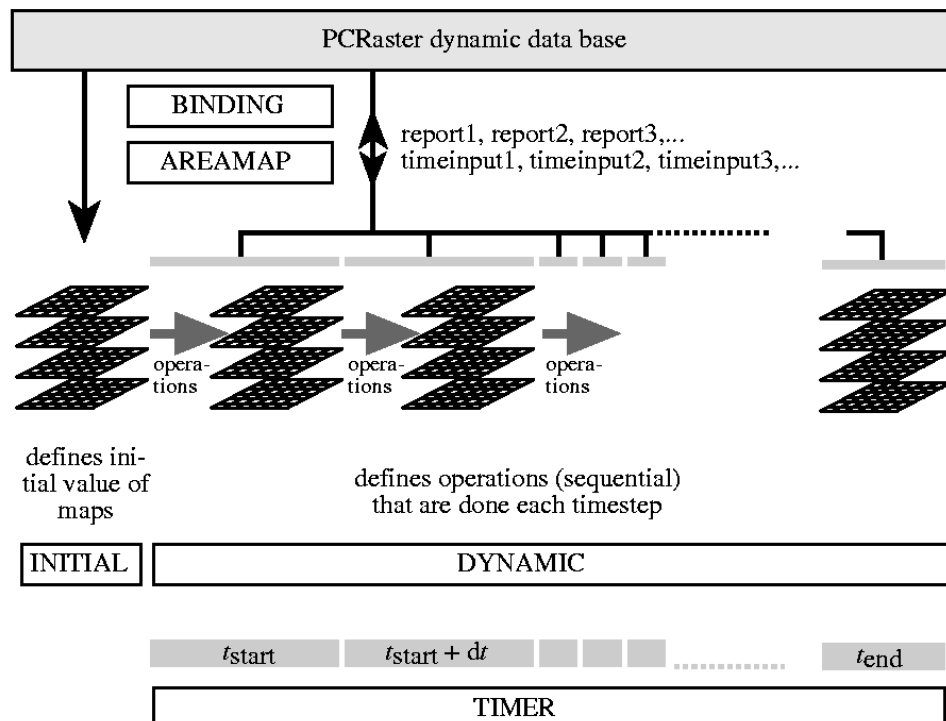 PCRaster dynamic data base
BINDING
AREAMAP
report1, report2, report3,...
timeinput1, timeinput2, timeinput3,...
opera-
tions
opera-
tions
opera-
tions
defines ini-
tial value of
maps
defines operations (sequential)
that are done each timestep
INITIAL
DYNAMIC
tstart
tstart + dt
tend
TIMER